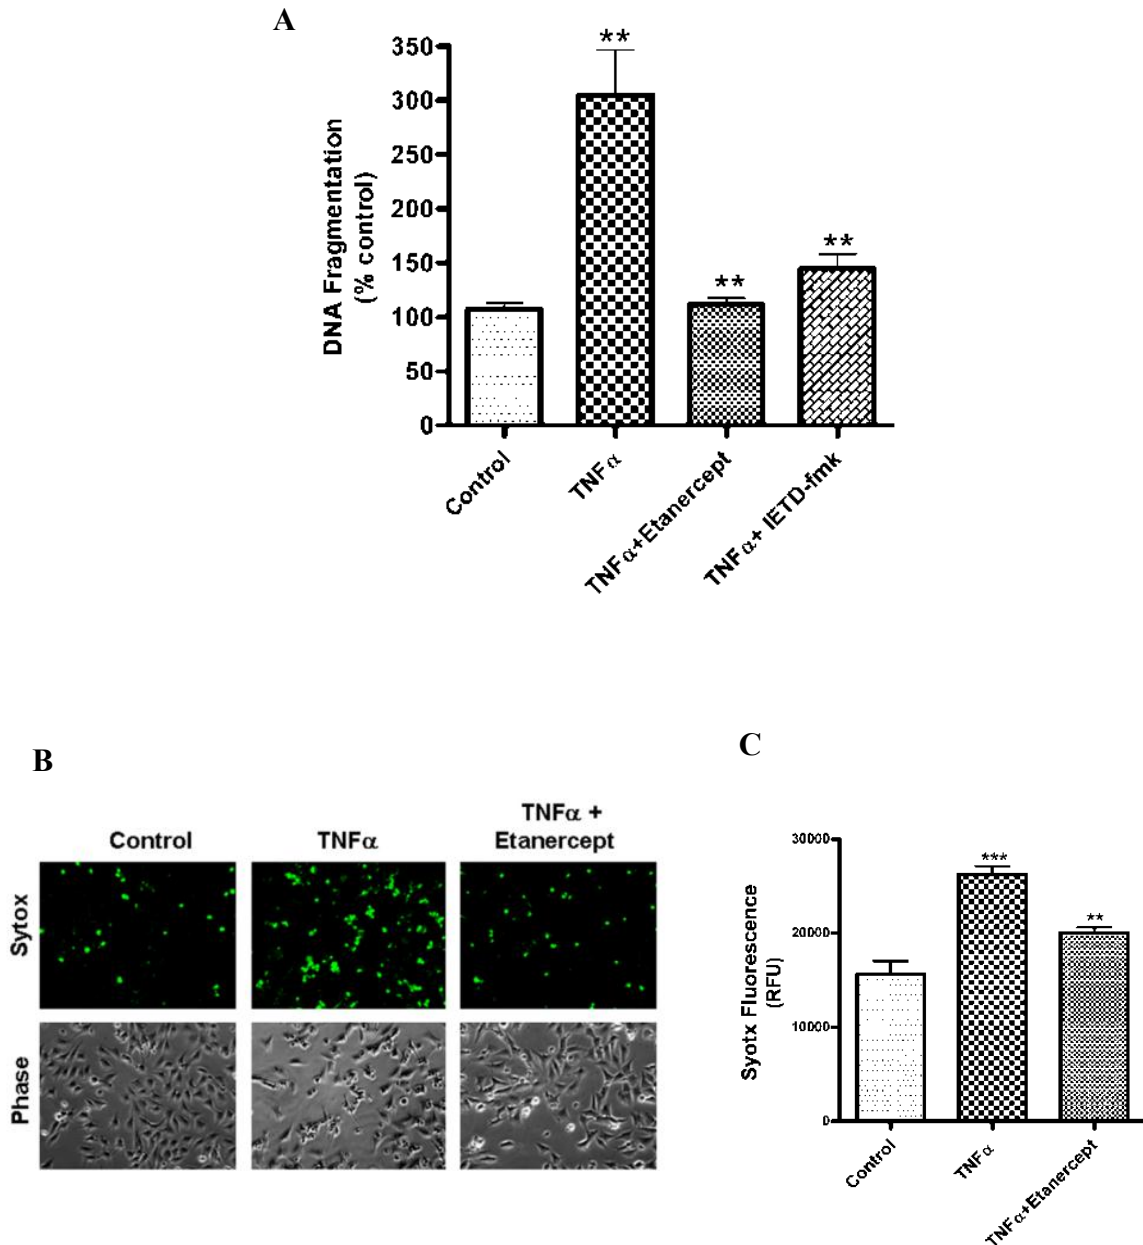 A
DNA Fragmentation
(% control)
350
300
250
200
150
100
50
0
**
**
**
Control
TNFα
TNFα+Etanercept
TNFα+ IETD-fmk
B
Control
TNFα
TNFα +
Etanercept
Sytox
Phase
C
Syotx Fluorescence
(RFU)
30000
20000
10000
0
***
**
Control
TNFα
TNFα+Etanercept